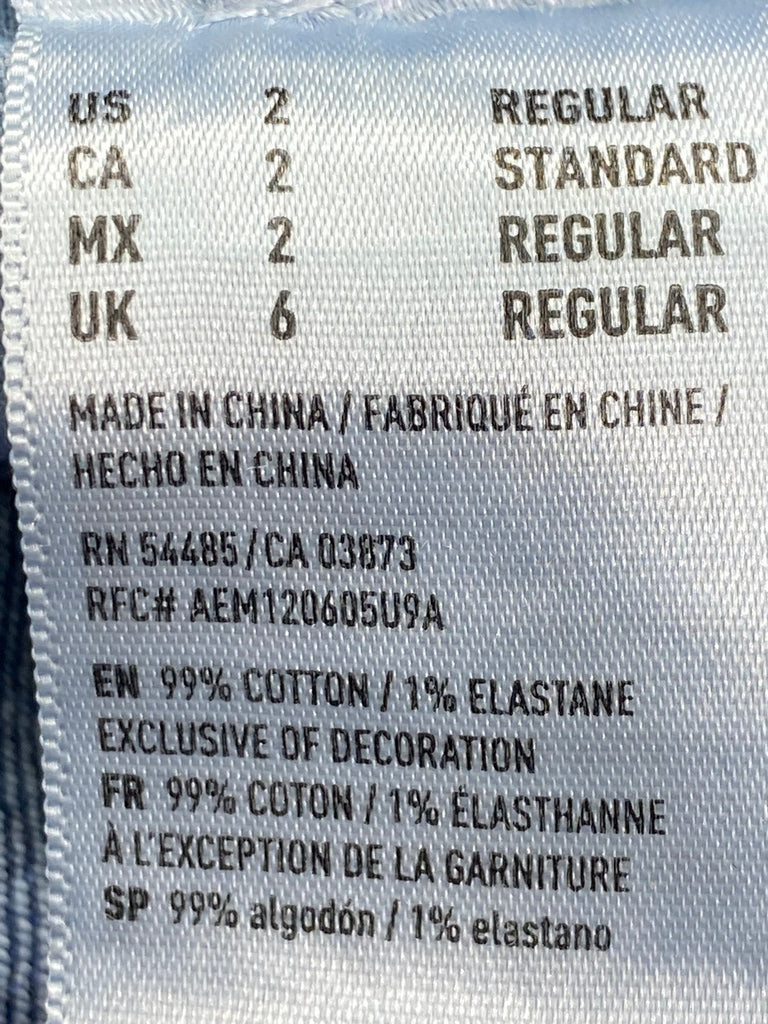 US 2 REGULAR
CA 2 STANDARD
MX 2 REGULAR
UK 6 REGULAR
MADE IN CHINA / FABRIQUÉ EN CHINE /
HECHO EN CHINA
RN 54485 / CA 03873
RFC# AEM120605U9A
EN 99% COTTON / 1% ELASTANE
EXCLUSIVE OF DECORATION
FR 99% COTON / 1% ÉLASTHANNE
À L'EXCEPTION DE LA GARNITURE
SP 99% algodón / 1% elastano